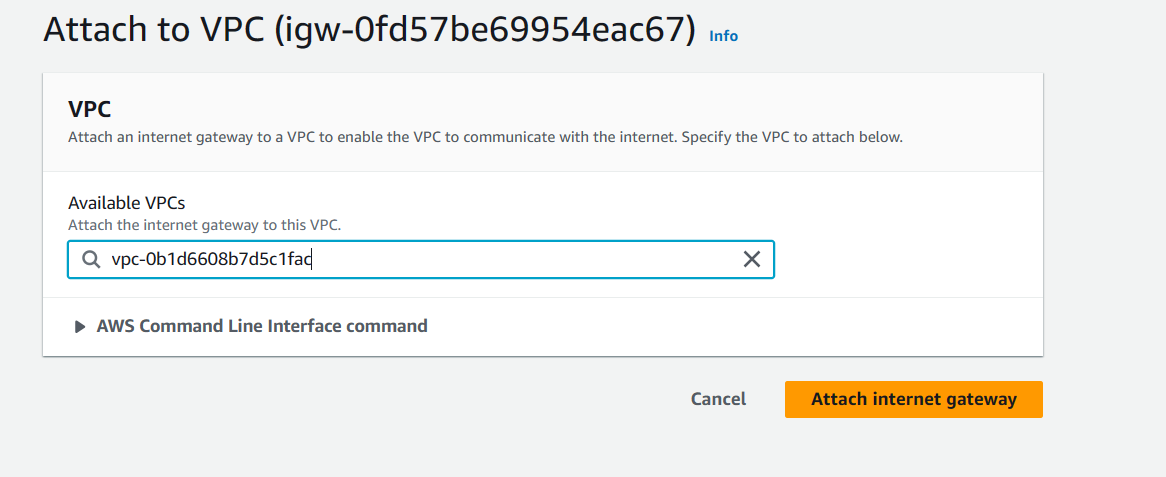 Attach to VPC (igw-0fd57be69954eac67) Info
VPC
Attach an internet gateway to a VPC to enable the VPC to communicate with the internet. Specify the VPC to attach below.
Available VPCs
Attach the internet gateway to this VPC.
vpc-0b1d6608b7d5c1fac
AWS Command Line Interface command
Cancel Attach internet gateway